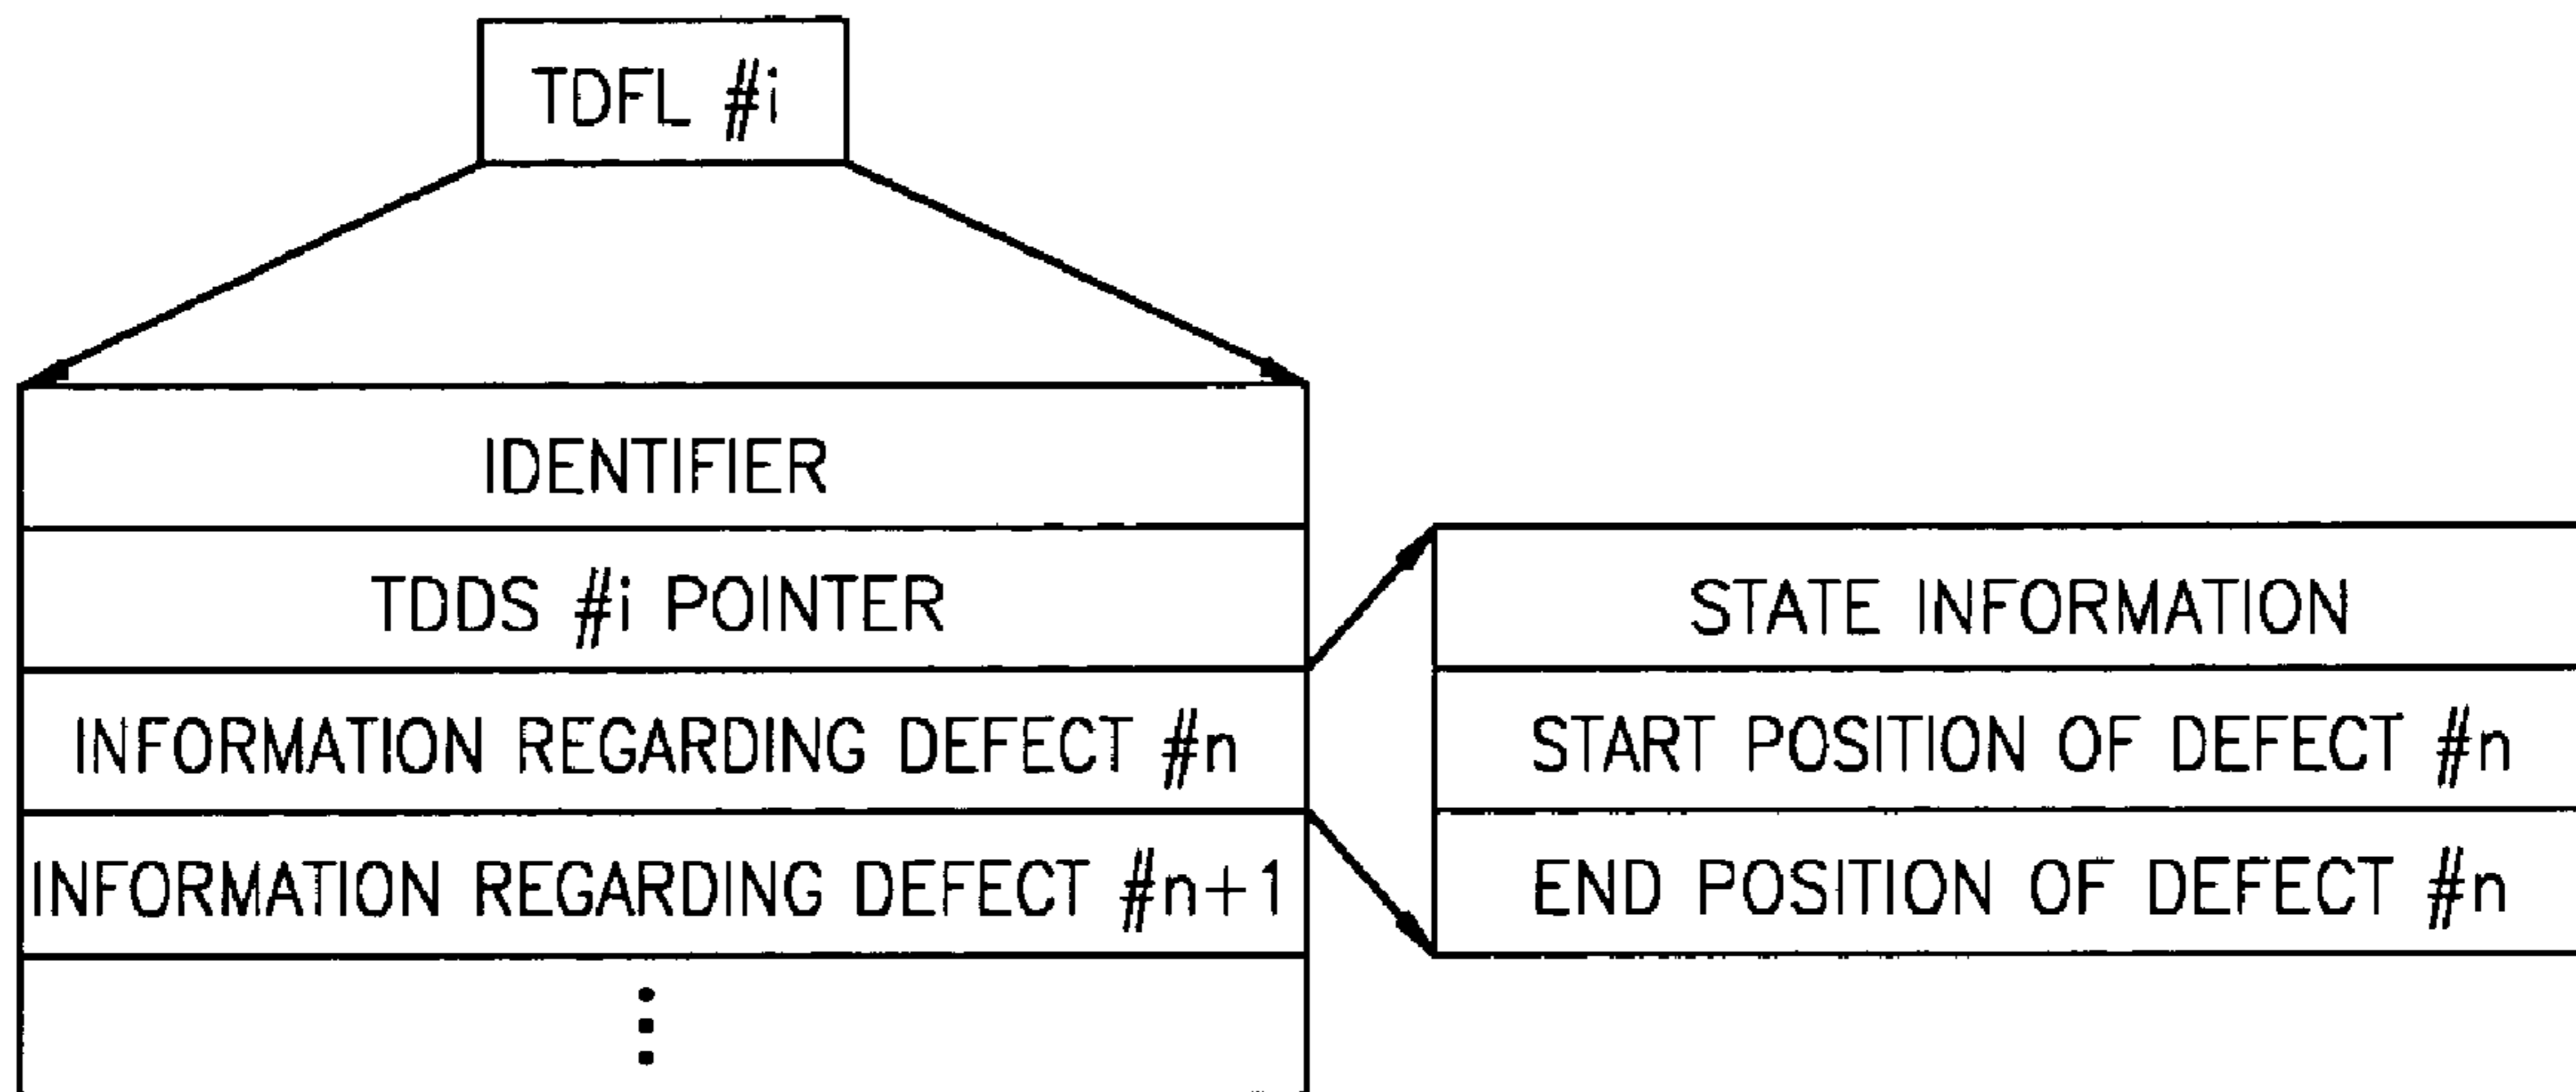 TDFL #i
IDENTIFIER
TDDS #i POINTER
INFORMATION REGARDING DEFECT #n
INFORMATION REGARDING DEFECT #n+1
STATE INFORMATION
START POSITION OF DEFECT #n
END POSITION OF DEFECT #n